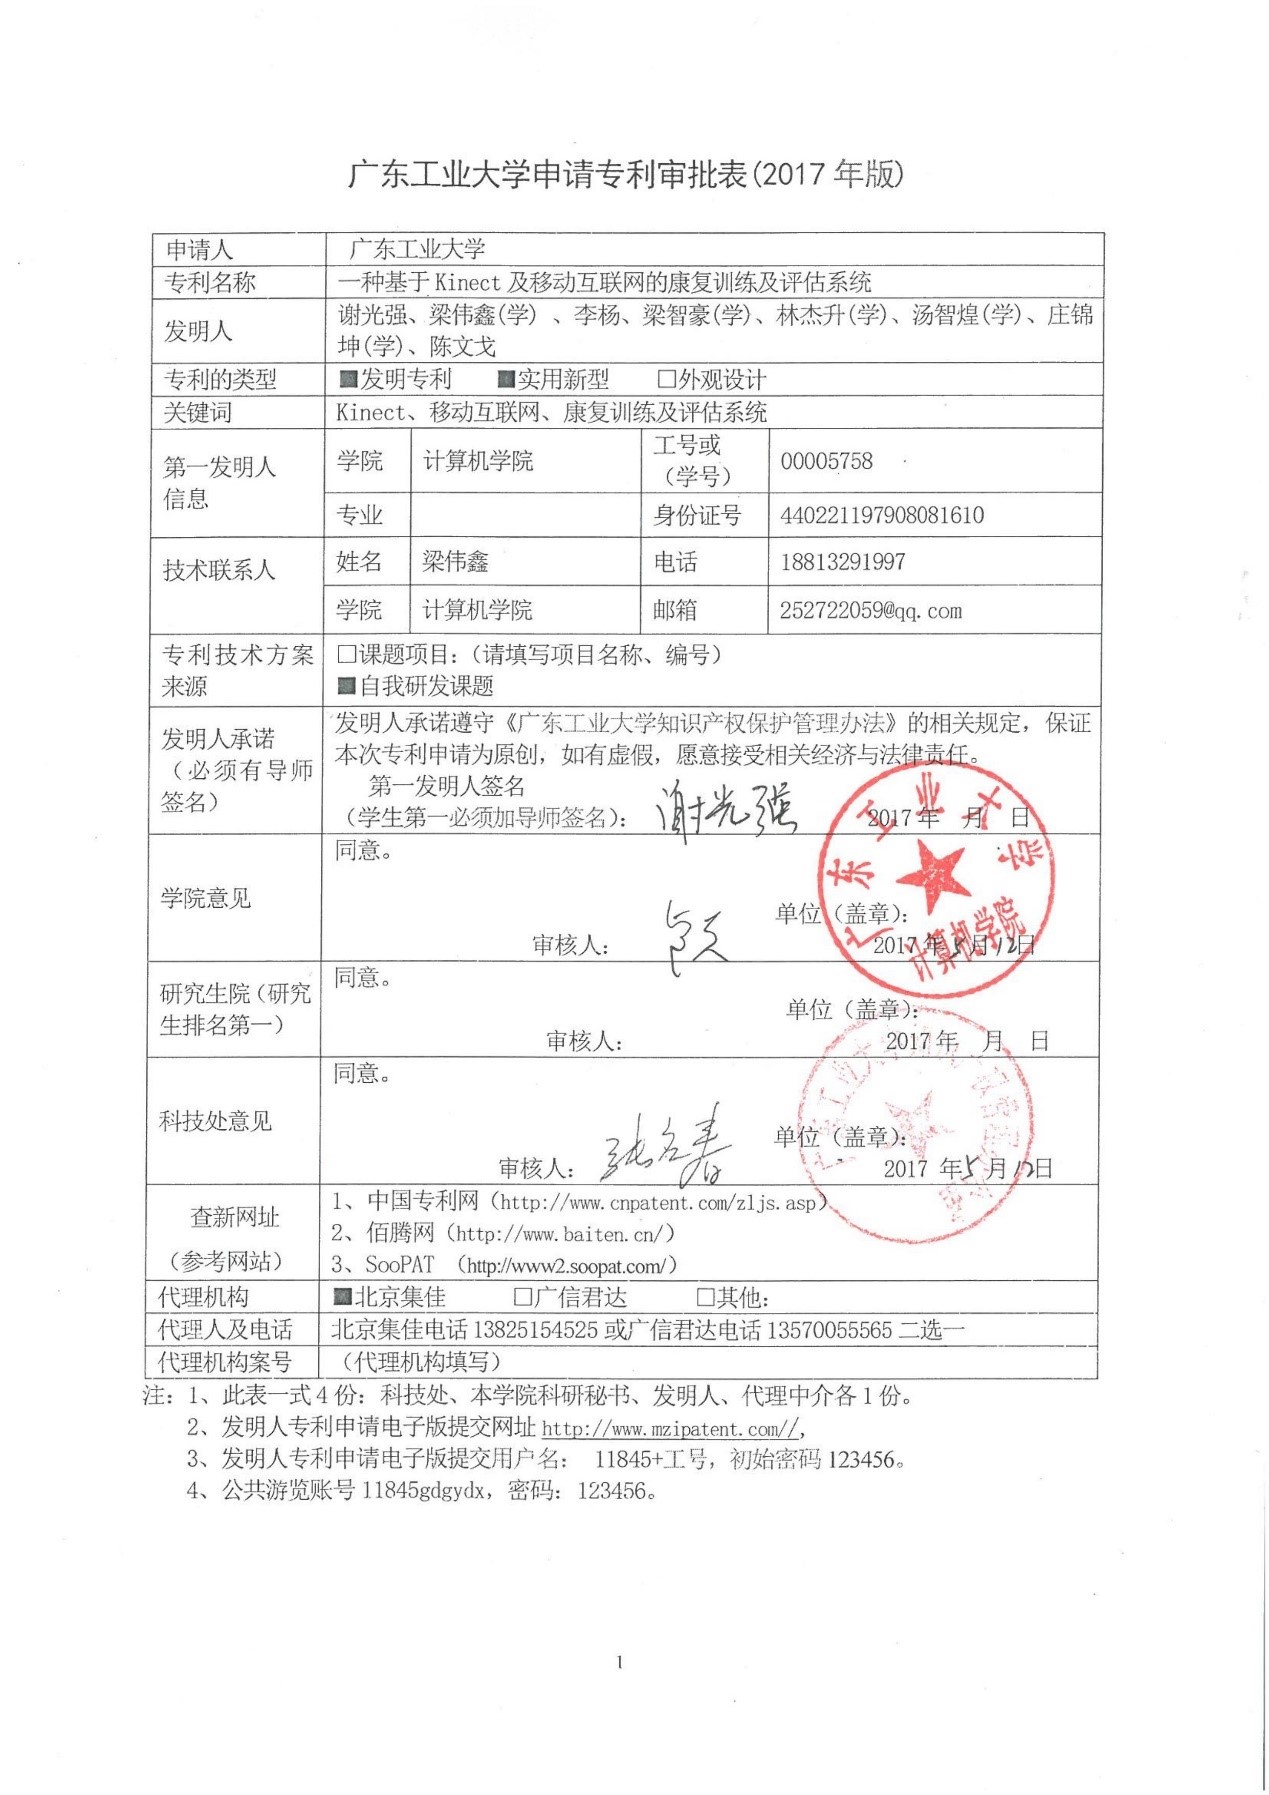 广东工业大学申请专利审批表(2017 年版)
申请人 广东工业大学
专利名称 一种基于 Kinect 及移动互联网的康复训练及评估系统
发明人 谢光强、梁伟鑫(学) 、李杨、梁智豪(学)、林杰升(学)、汤智煌(学)、庄锦
坤(学)、陈文戈
专利的类型 ■发明专利 ■实用新型 □外观设计
关键词 Kinect、移动互联网、康复训练及评估系统
第一发明人
信息
学院 计算机学院 工号或
（学号） 00005758
专业 身份证号 440221197908081610
技术联系人
姓名 梁伟鑫 电话 18813291997
学院 计算机学院 邮箱 252722059@qq.com
专利技术方案
来源
□课题项目：（请填写项目名称、编号）
■自我研发课题
发明人承诺
（必须有导师
签名）
发明人承诺遵守《广东工业大学知识产权保护管理办法》的相关规定，保证
本次专利申请为原创，如有虚假，愿意接受相关经济与法律责任。
第一发明人签名
（学生第一必须加导师签名）： 谢光强 2017 年 月 日
学院意见
同意。
单位（盖章）：
审核人： 2017 年 5 月 12 日
广东工业大学
计算机学院
研究生院（研究
生排名第一）
同意。
单位（盖章）：
审核人： 2017 年 月 日
科技处意见
同意。
单位（盖章）：
审核人： 2017 年 5 月 12 日
广东工业大学
查新网址
（参考网站）
1、中国专利网（http://www.cnpatent.com/zljs.asp）
2、佰腾网（http://www.baiten.cn/）
3、SooPAT （http://www2.soopat.com/）
代理机构 ■北京集佳 □广信君达 □其他：
代理人及电话 北京集佳电话 13825154525 或广信君达电话 13570055565 二选一
代理机构案号 （代理机构填写）
注：1、此表一式 4 份：科技处、本学院科研秘书、发明人、代理中介各 1 份。
2、发明人专利申请电子版提交网址 http://www.mzipatent.com//,
3、发明人专利申请电子版提交用户名： 11845+工号，初始密码 123456。
4、公共游览账号 11845gdgydx，密码：123456。
1